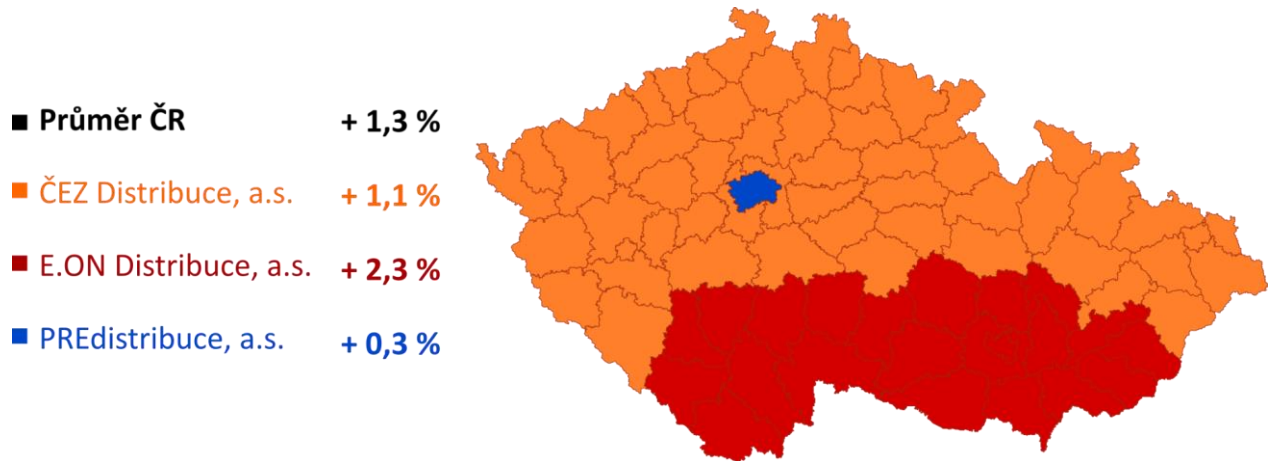 Průměr ČR + 1,3 %
ČEZ Distribuce, a.s. + 1,1 %
E.ON Distribuce, a.s. + 2,3 %
PREdistribuce, a.s. + 0,3 %